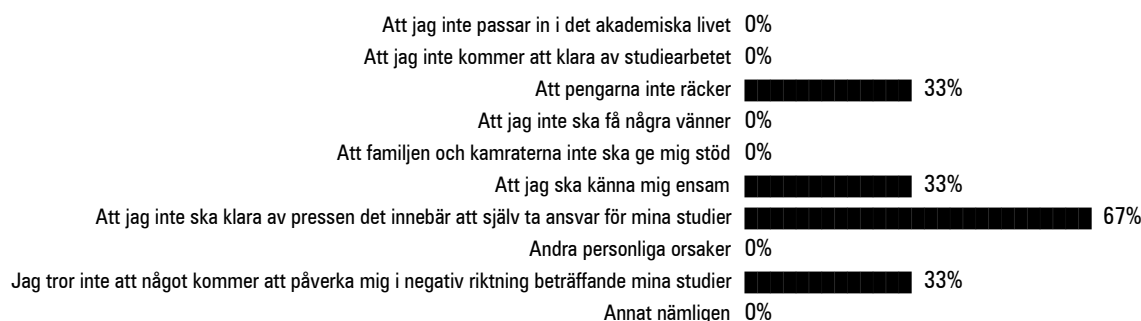 Att jag inte passar in i det akademiska livet 0%
Att jag inte kommer att klara av studiearbetet 0%
Att pengarna inte räcker 33%
Att jag inte ska få några vänner 0%
Att familjen och kamraterna inte ska ge mig stöd 0%
Att jag ska känna mig ensam 33%
Att jag inte ska klara av pressen det innebär att själv ta ansvar för mina studier 67%
Andra personliga orsaker 0%
Jag tror inte att något kommer att påverka mig i negativ riktning beträffande mina studier 33%
Annat nämligen 0%